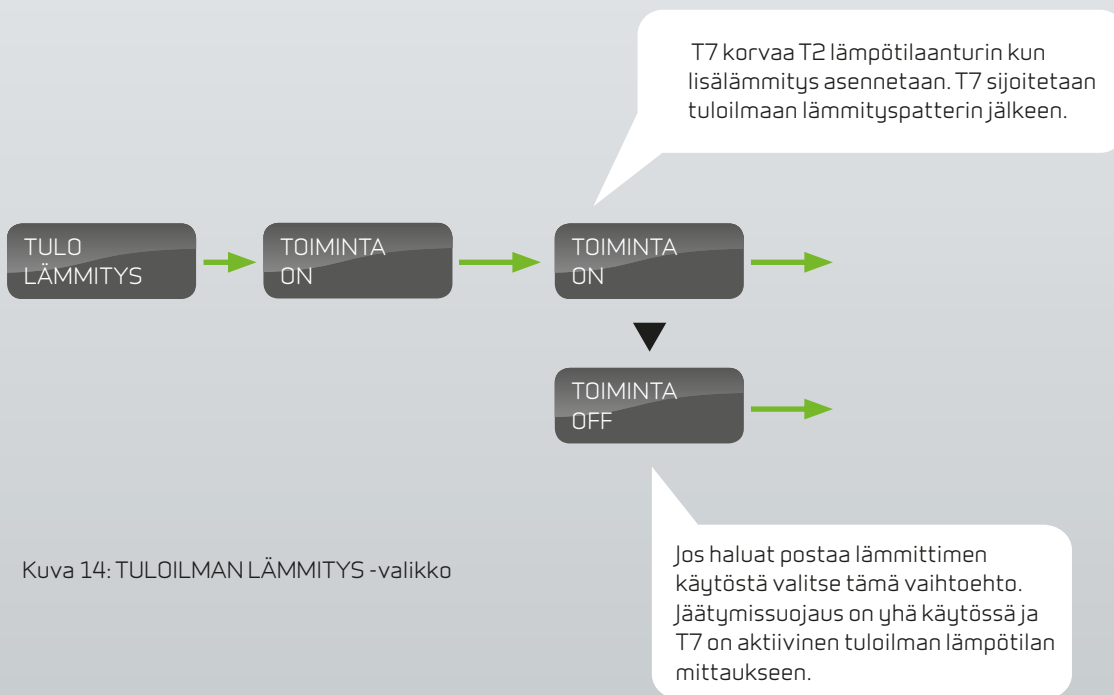 T7 korvaa T2 lämpötilaanturin kun
lisälämmitys asennetaan. T7 sijoitetaan
tuloilmaan lämmityspatterin jälkeen.
TULO
LÄMMITYS
TOIMINTA
ON
TOIMINTA
ON
TOIMINTA
OFF
Kuva 14: TULOILMAN LÄMMITYS -valikko
Jos haluat postaa lämmittimen
käytöstä valitse tämä vaihtoehto.
Jäätymissuojaus on yhä käytössä ja
T7 on aktiivinen tuloilman lämpötilan
mittaukseen.